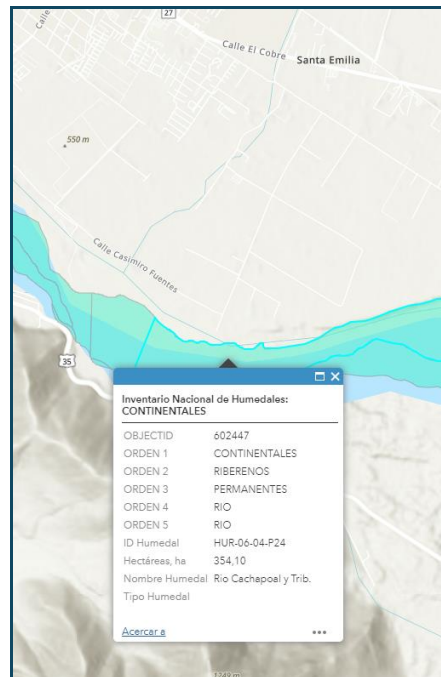 Calle
27
Calle El Cobre
Santa Emilia
550 m
Calle Casimiro Fuentes
35
Inventario Nacional de Humedales:
CONTINENTALES
OBJECTID 602447
ORDEN 1 CONTINENTALES
ORDEN 2 RIBERENOS
ORDEN 3 PERMANENTES
ORDEN 4 RIO
ORDEN 5 RIO
ID Humedal HUR-06-04-P24
Hectáreas, ha 354,10
Nombre Humedal Rio Cachapoal y Trib.
Tipo Humedal
Acercar a
1249 m